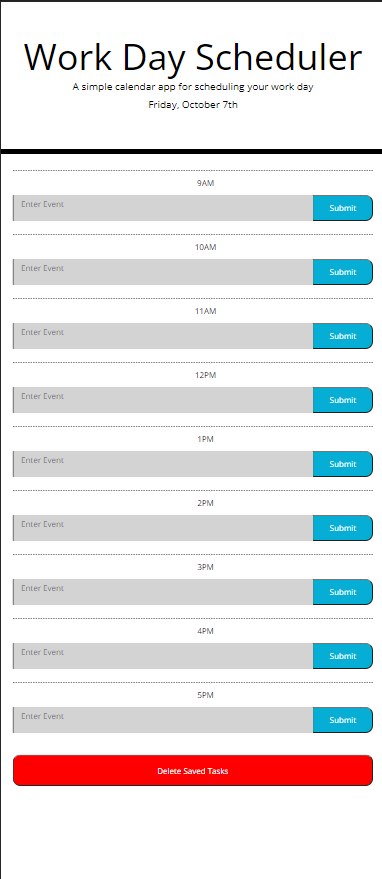 Work Day Scheduler
A simple calendar app for scheduling your work day
Friday, October 7th
9AM
Enter Event Submit
10AM
Enter Event Submit
11AM
Enter Event Submit
12PM
Enter Event Submit
1PM
Enter Event Submit
2PM
Enter Event Submit
3PM
Enter Event Submit
4PM
Enter Event Submit
5PM
Enter Event Submit
Delete Saved Tasks